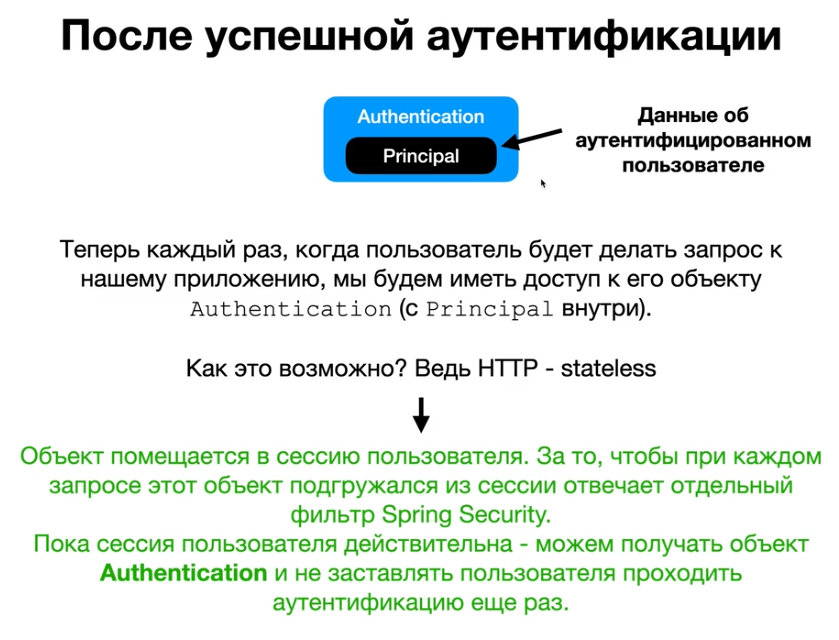 После успешной аутентификации
Authentication
Principal
Данные об
аутентифицированном
пользователе
Теперь каждый раз, когда пользователь будет делать запрос к
нашему приложению, мы будем иметь доступ к его объекту
Authentication (с Principal внутри).
Как это возможно? Ведь HTTP - stateless
Объект помещается в сессию пользователя. За то, чтобы при каждом
запросе этот объект подгружался из сессии отвечает отдельный
фильтр Spring Security.
Пока сессия пользователя действительна - можем получать объект
Authentication и не заставлять пользователя проходить
аутентификацию еще раз.